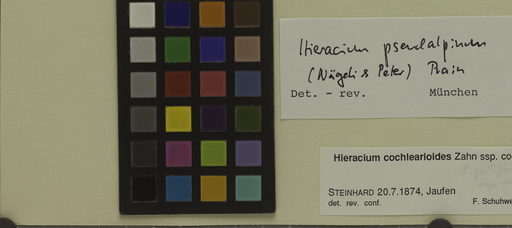 Hieracium pseudalpinum
(Nägeli & Peter) Prain
Det. - rev. München
Hieracium cochlearioides Zahn ssp. co
STEINHARD 20.7.1874, Jaufen
det. rev. conf. F. Schuhwe